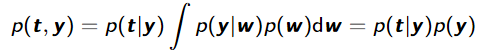 p(t, y) = p(t|y) ∫ p(y|w)p(w)dw = p(t|y)p(y)